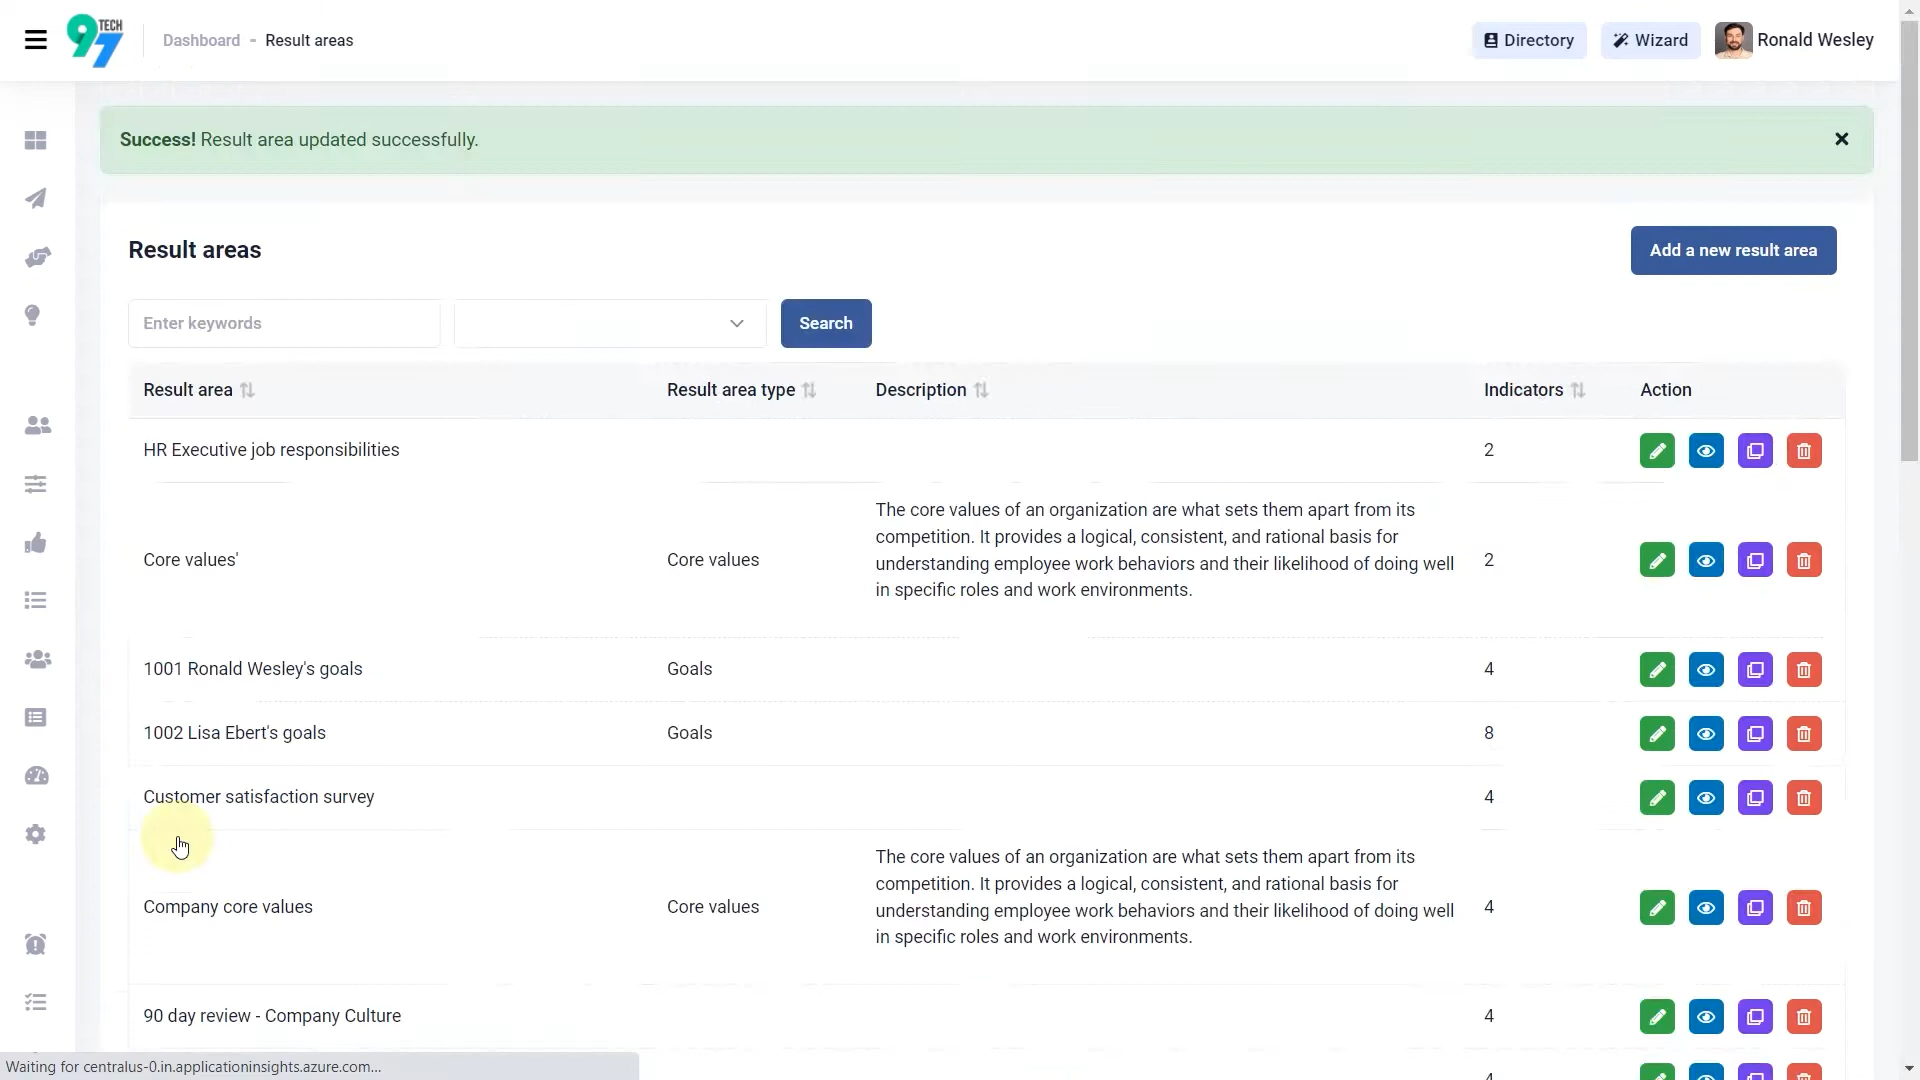 97 TECH
Dashboard - Result areas
Directory
Wizard
Ronald Wesley
Success! Result area updated successfully.
Result areas
Add a new result area
Enter keywords
Search
Result area
Result area type
Description
Indicators
Action
HR Executive job responsibilities
2
The core values of an organization are what sets them apart from its
competition. It provides a logical, consistent, and rational basis for
Core values'
Core values
understanding employee work behaviors and their likelihood of doing well
2
in specific roles and work environments.
1001 Ronald Wesley's goals
Goals
4
1002 Lisa Ebert's goals
Goals
8
Customer satisfaction survey
4
The core values of an organization are what sets them apart from its
competition. It provides a logical, consistent, and rational basis for
Company core values
Core values
understanding employee work behaviors and their likelihood of doing well
4
in specific roles and work environments.
90 day review - Company Culture
4
Waiting for centralus-0.in.applicationinsights.azure.com...